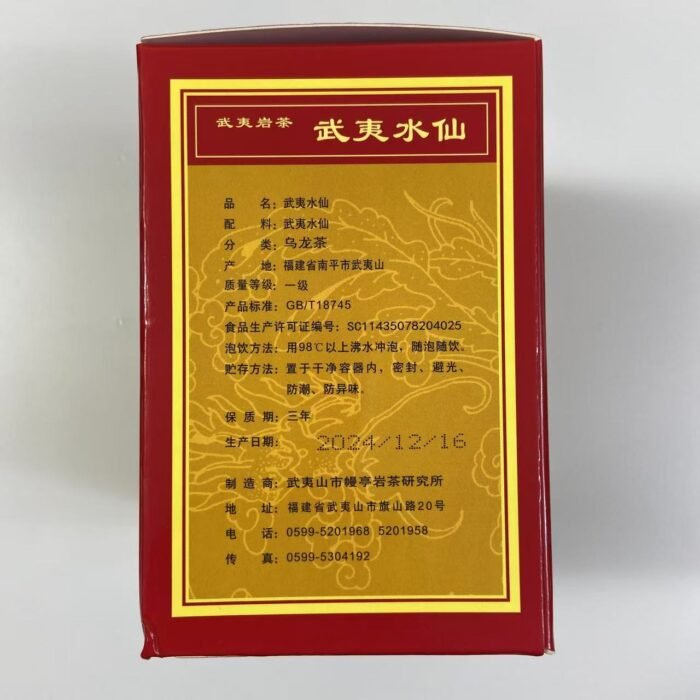 武夷岩茶 武夷水仙
品 名：武夷水仙
配 料：武夷水仙
分 类：乌龙茶
产 地：福建省南平市武夷山
质量等级：一级
产品标准：GB/T18745
食品生产许可证编号：SC11435078204025
泡饮方法：用98℃以上沸水冲泡，随泡随饮。
贮存方法：置于干净容器内，密封、避光、
防潮、防异味。
保 质 期：三年
生产日期：2024/12/16
制 造 商：武夷山市幔亭岩茶研究所
地 址：福建省武夷山市旗山路20号
电 话：0599-5201968 5201958
传 真：0599-5304192